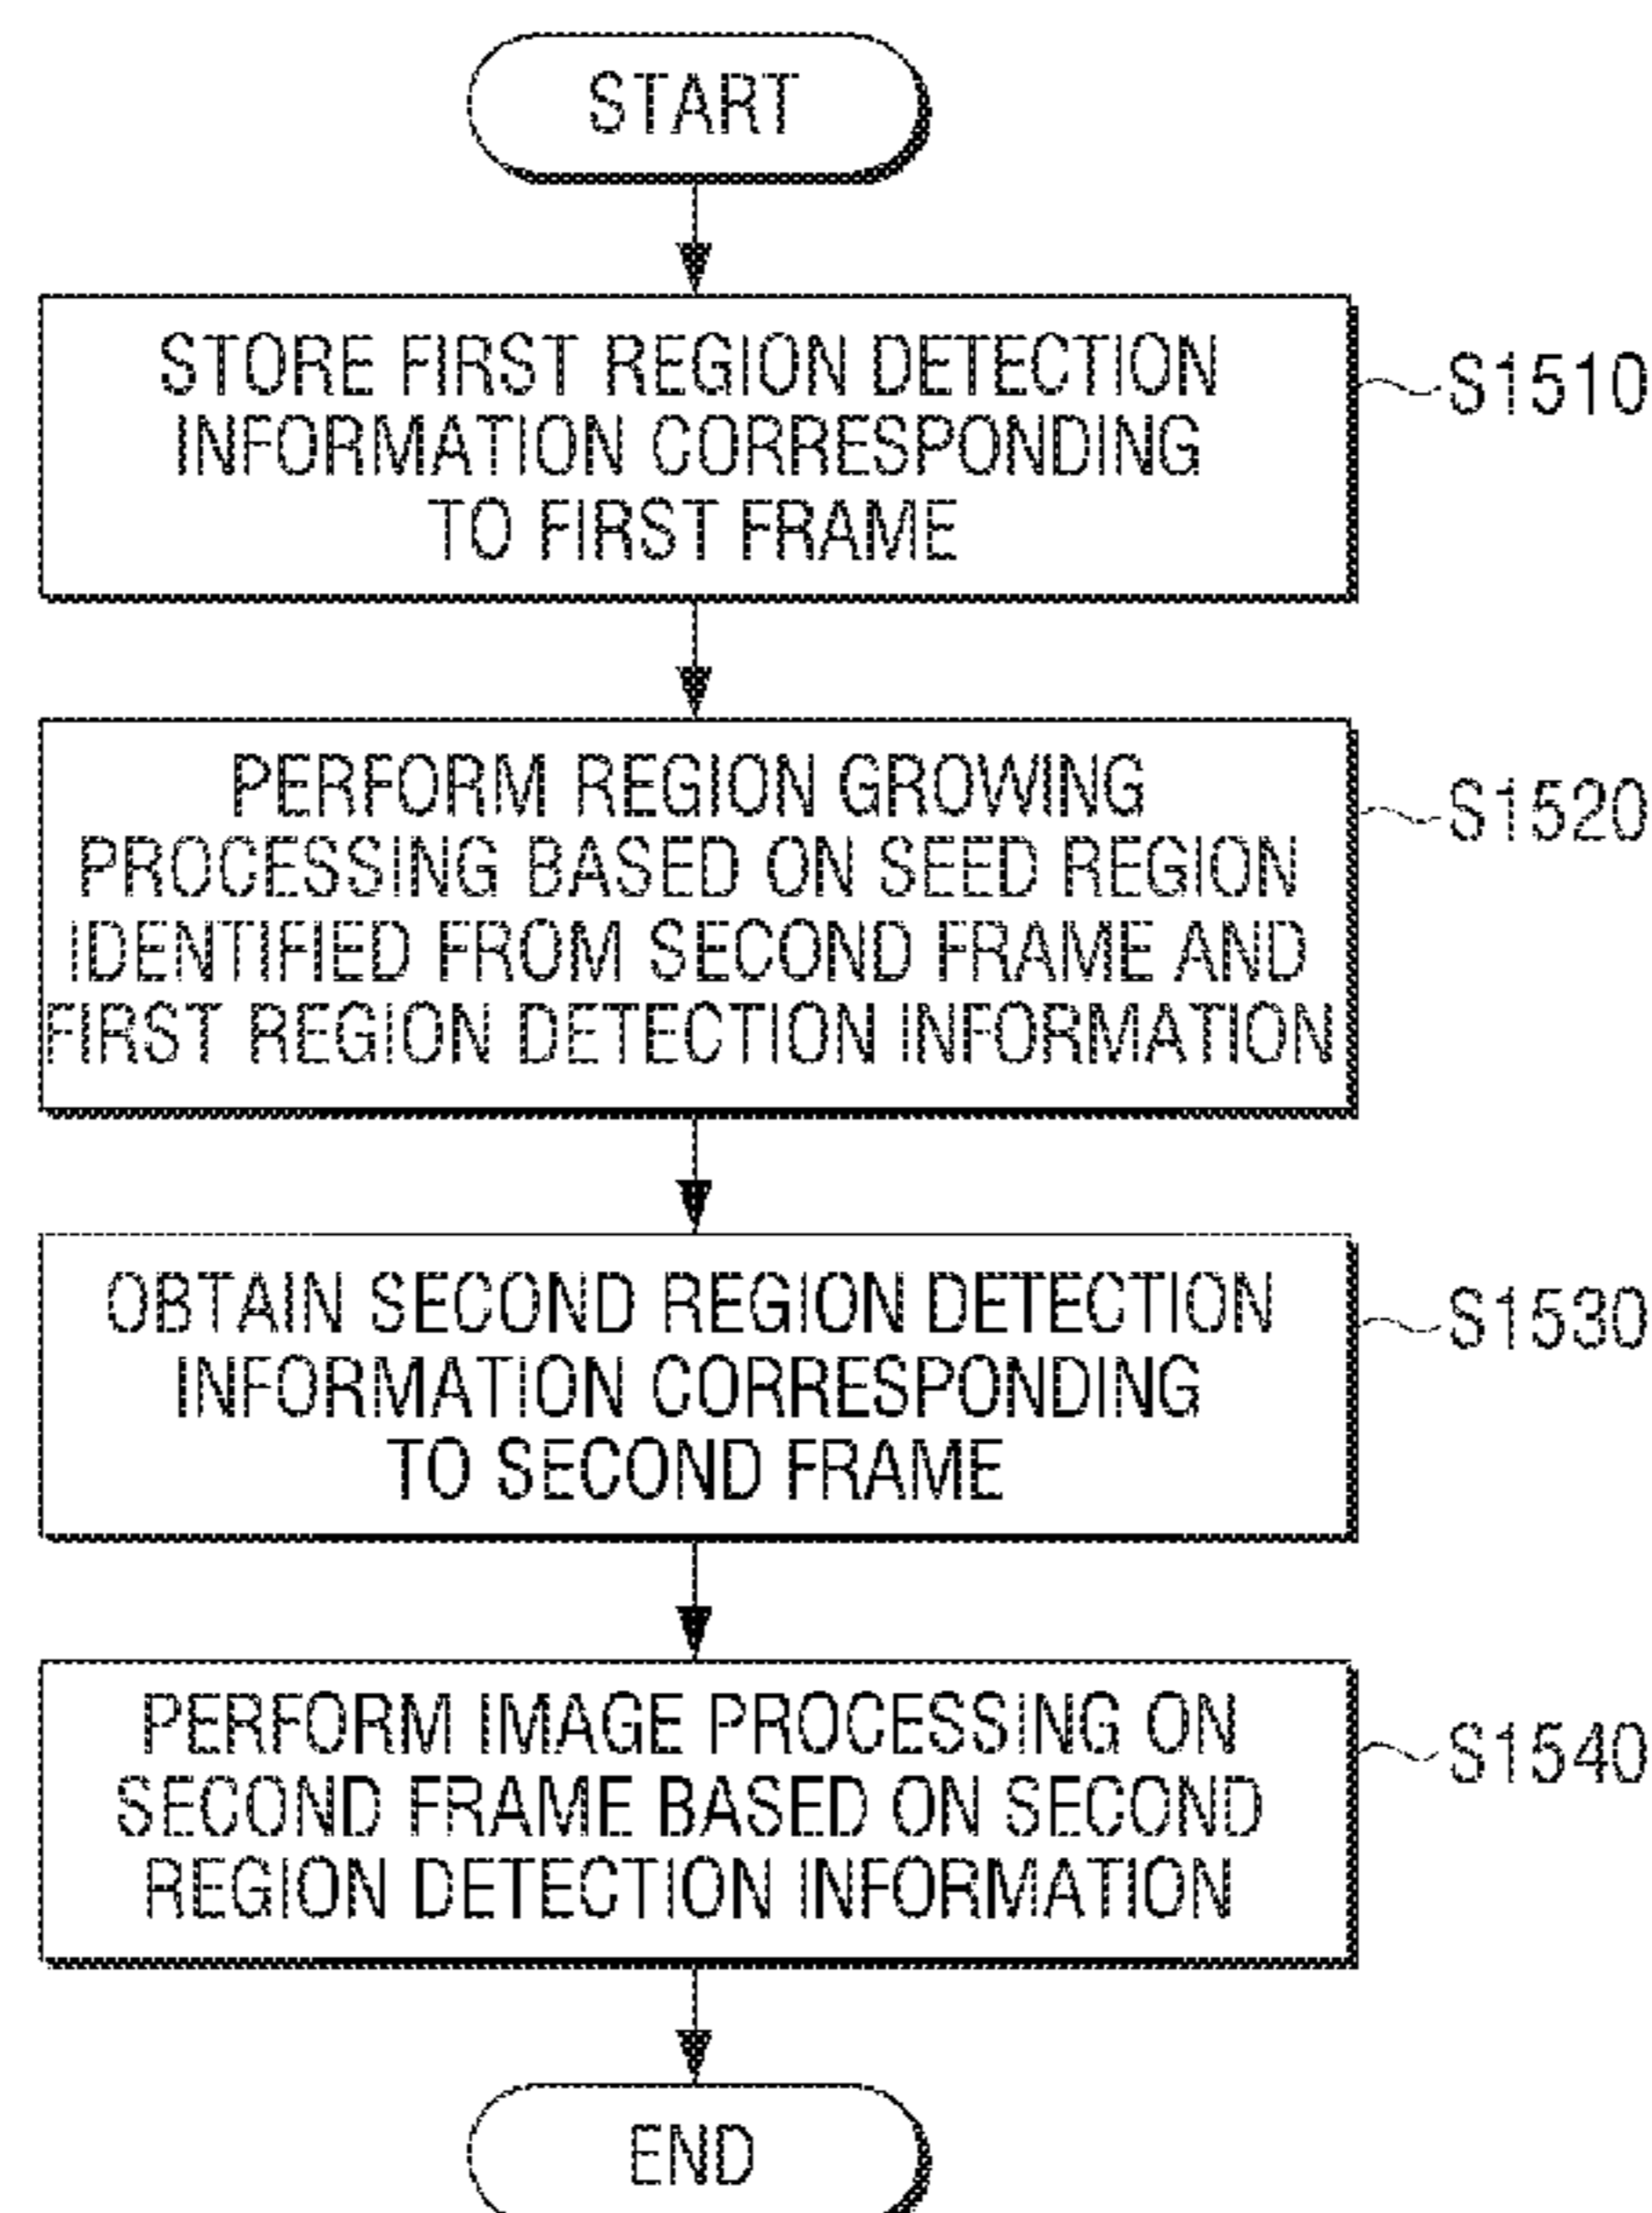 START
STORE FIRST REGION DETECTION
INFORMATION CORRESPONDING
TO FIRST FRAME
S1510
PERFORM REGION GROWING
PROCESSING BASED ON SEED REGION
IDENTIFIED FROM SECOND FRAME AND
FIRST REGION DETECTION INFORMATION
S1520
OBTAIN SECOND REGION DETECTION
INFORMATION CORRESPONDING
TO SECOND FRAME
S1530
PERFORM IMAGE PROCESSING ON
SECOND FRAME BASED ON SECOND
REGION DETECTION INFORMATION
S1540
END